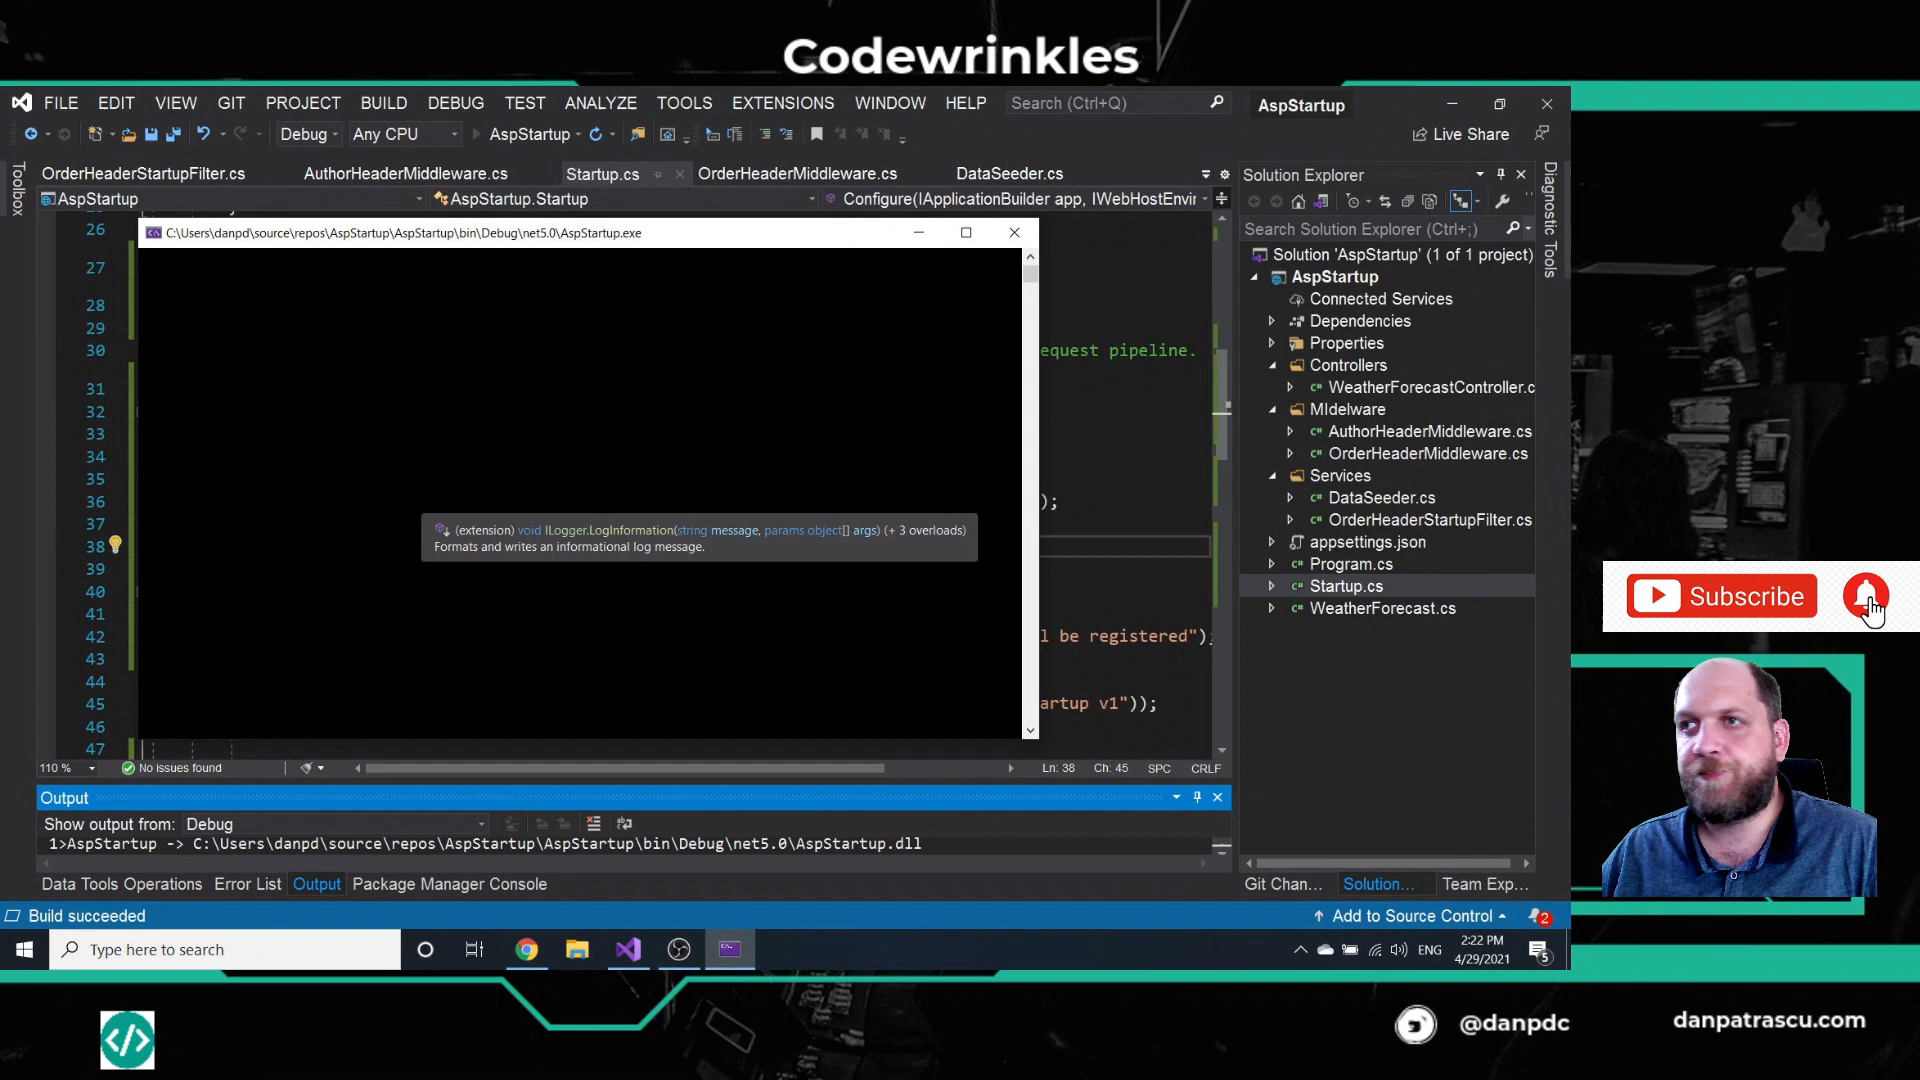 Codewrinkles
FILE EDIT VIEW GIT PROJECT BUILD DEBUG TEST ANALYZE TOOLS EXTENSIONS WINDOW HELP Search (Ctrl+Q) AspStartup
Debug Any CPU AspStartup Live Share
OrderHeaderStartupFilter.cs AuthorHeaderMiddleware.cs Startup.cs OrderHeaderMiddleware.cs DataSeeder.cs
AspStartup AspStartup.Startup Configure(IApplicationBuilder app, IWebHostEnvir
Toolbox
C:\Users\danpd\source\repos\AspStartup\AspStartup\bin\Debug\net5.0\AspStartup.exe
26
27
28
29
30 equest pipeline.
31
32
33
34
35
36 );
37
(extension) void ILogger.LogInformation(string message, params object[] args) (+ 3 overloads)
Formats and writes an informational log message.
38
39
40
41
42 l be registered");
43
44
45 artup v1"));
46
47
110 % No issues found Ln: 38 Ch: 45 SPC CRLF
Output
Show output from: Debug
1>AspStartup -> C:\Users\danpd\source\repos\AspStartup\AspStartup\bin\Debug\net5.0\AspStartup.dll
Data Tools Operations Error List Output Package Manager Console
Solution Explorer
Search Solution Explorer (Ctrl+;)
Solution 'AspStartup' (1 of 1 project)
AspStartup
Connected Services
Dependencies
Properties
Controllers
C# WeatherForecastController.c
MIdelware
C# AuthorHeaderMiddleware.cs
C# OrderHeaderMiddleware.cs
Services
C# DataSeeder.cs
C# OrderHeaderStartupFilter.cs
appsettings.json
C# Program.cs
C# Startup.cs
C# WeatherForecast.cs
Git Chan... Solution... Team Exp...
Diagnostic Tools
Build succeeded Add to Source Control 2
Type here to search ENG 2:22 PM
4/29/2021 5
Subscribe
@danpdc danpatrascu.com